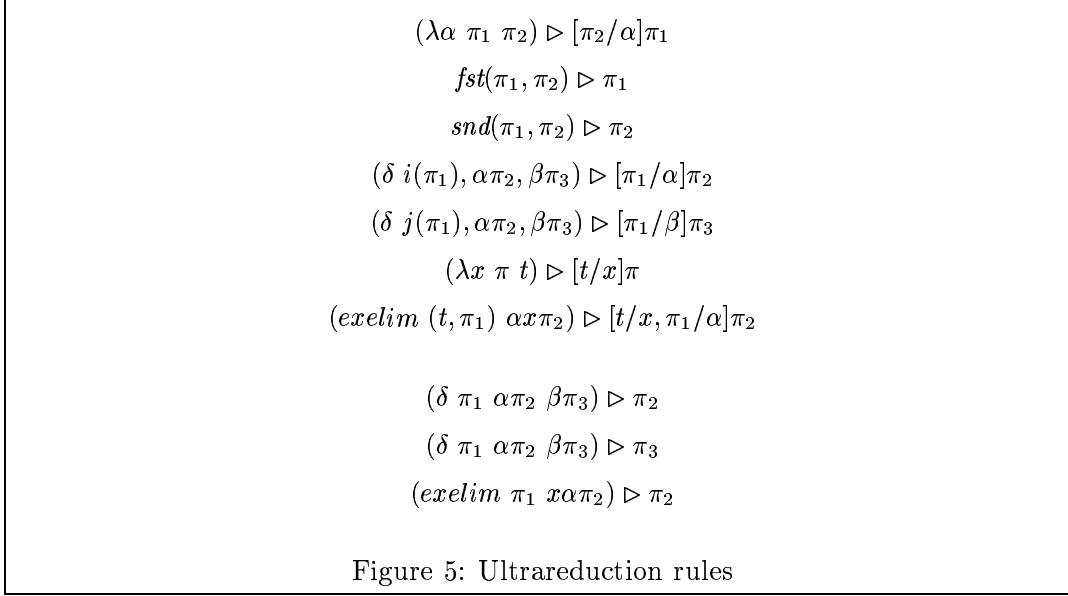 (λα π₁ π₂) ▷ [π₂/α]π₁
fst(π₁, π₂) ▷ π₁
snd(π₁, π₂) ▷ π₂
(δ i(π₁), απ₂, βπ₃) ▷ [π₁/α]π₂
(δ j(π₁), απ₂, βπ₃) ▷ [π₁/β]π₃
(λx π t) ▷ [t/x]π
(exelim (t, π₁) αxπ₂) ▷ [t/x, π₁/α]π₂
(δ π₁ απ₂ βπ₃) ▷ π₂
(δ π₁ απ₂ βπ₃) ▷ π₃
(exelim π₁ xαπ₂) ▷ π₂
Figure 5: Ultrareduction rules